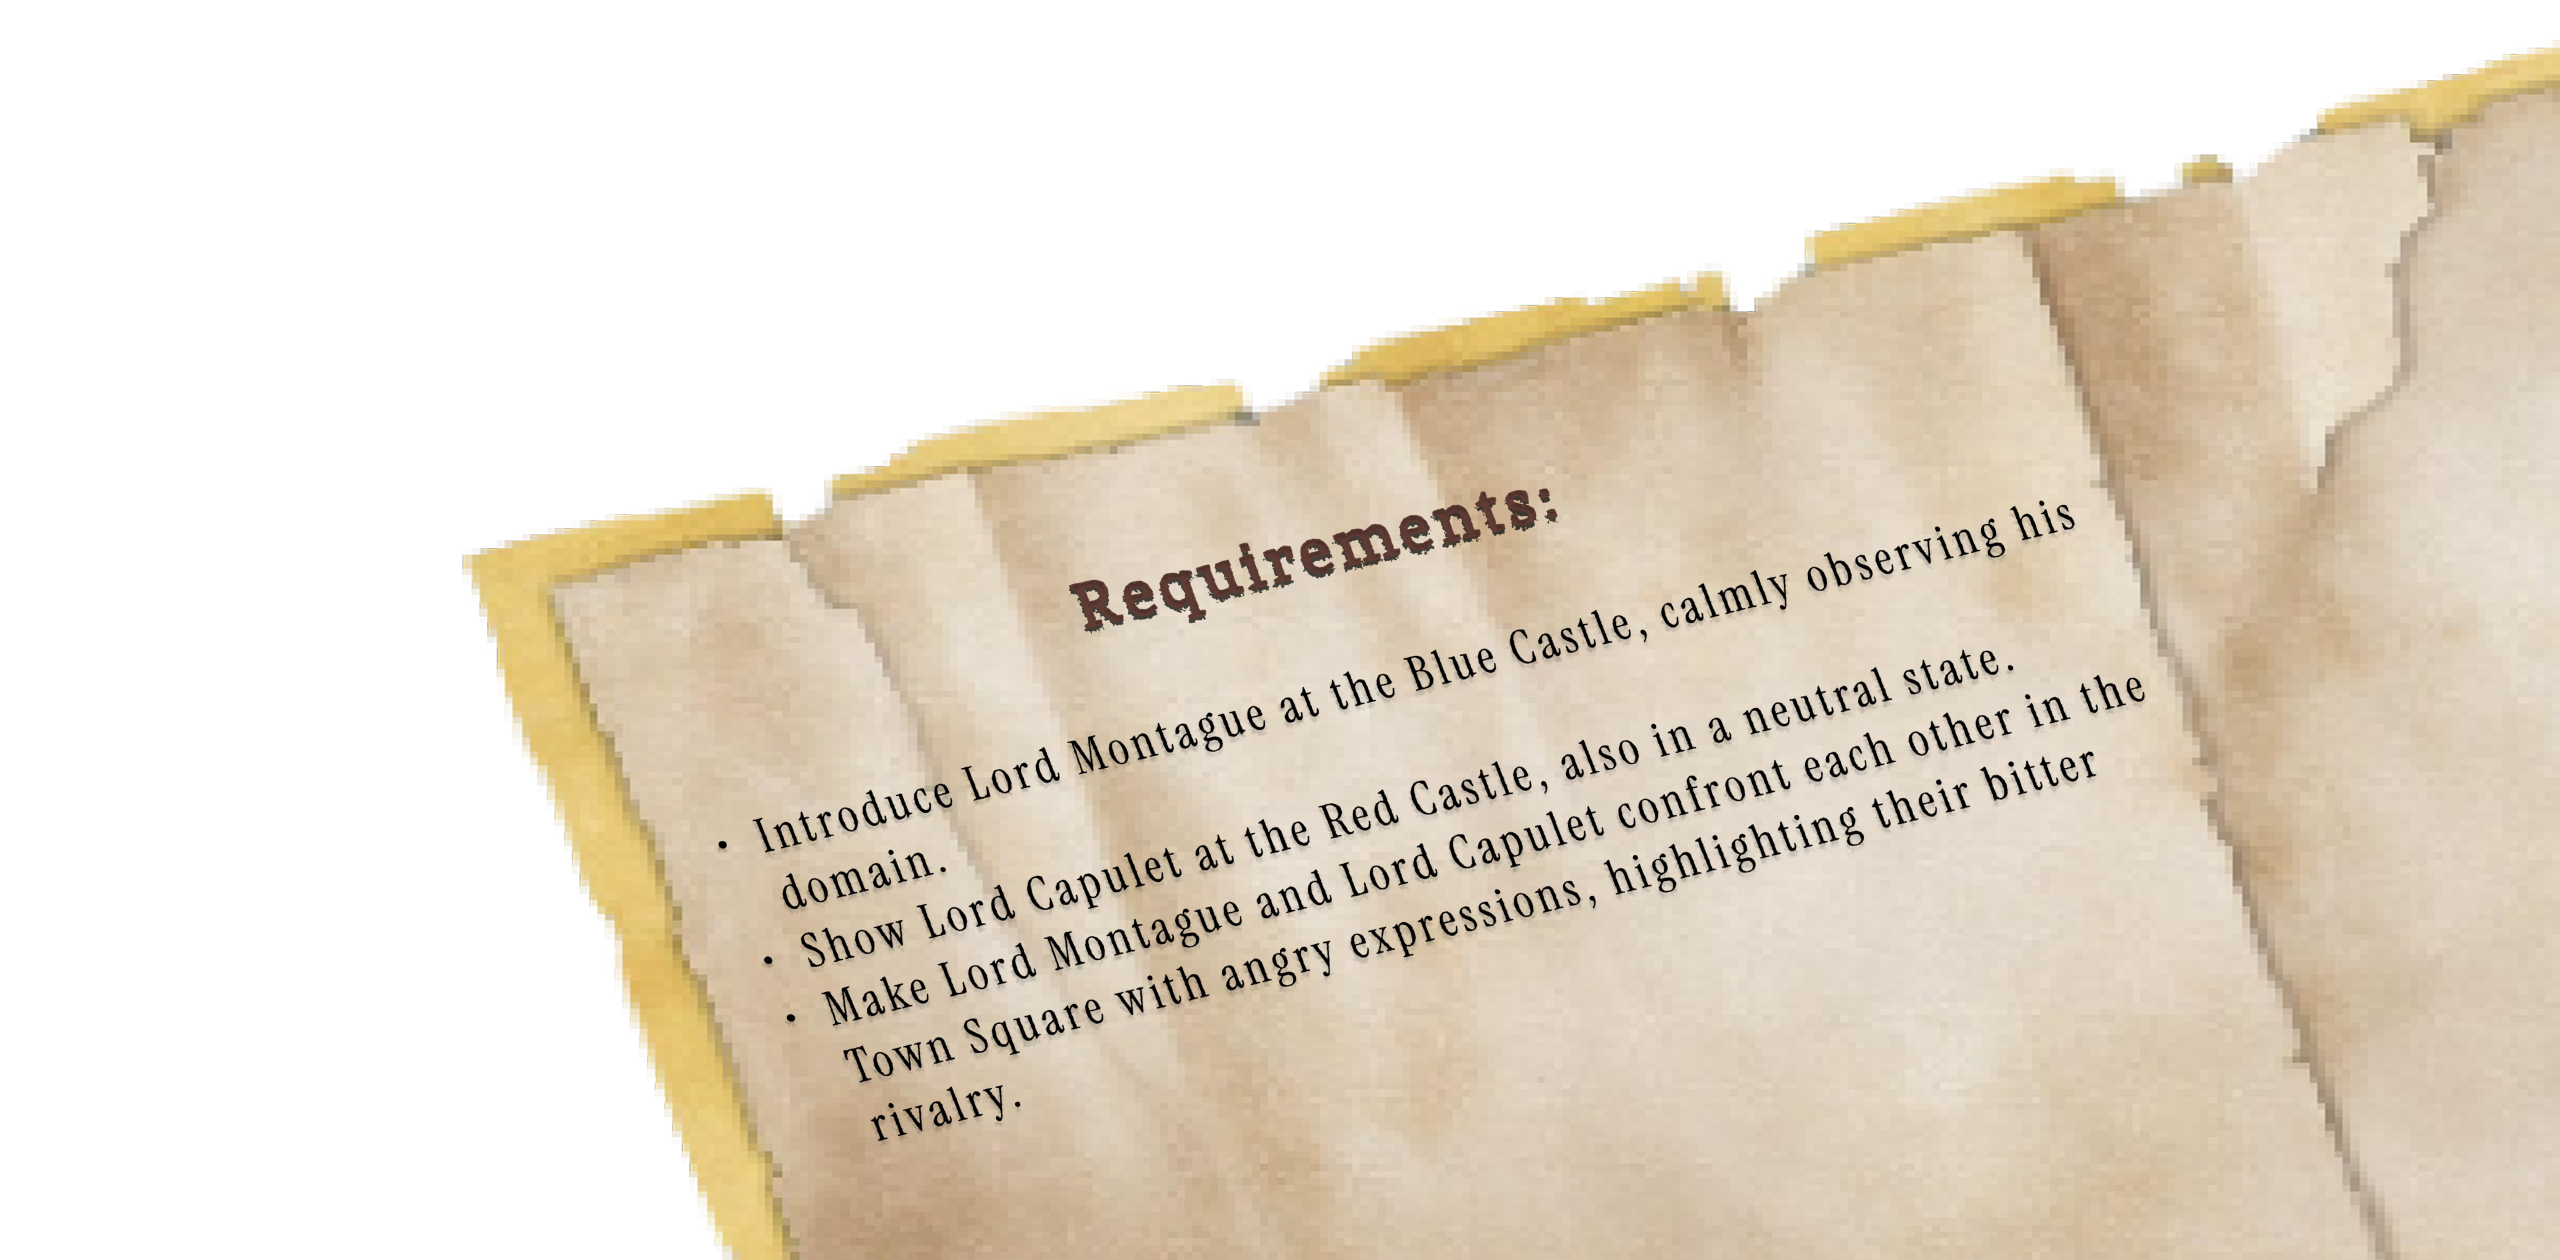 Requirements:
• Introduce Lord Montague at the Blue Castle, calmly observing his
domain.
• Show Lord Capulet at the Red Castle, also in a neutral state.
• Make Lord Montague and Lord Capulet confront each other in the
Town Square with angry expressions, highlighting their bitter
rivalry.